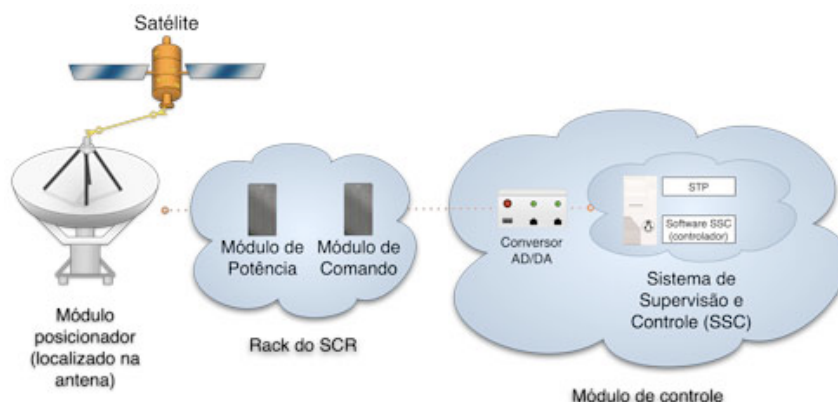 Satélite
Módulo
posicionador
(localizado na
antena)
Módulo de
Potência
Módulo de
Comando
Rack do SCR
Conversor
AD/DA
STP
Software SSC
(controlador)
Sistema de
Supervisão e
Controle (SSC)
Módulo de controle